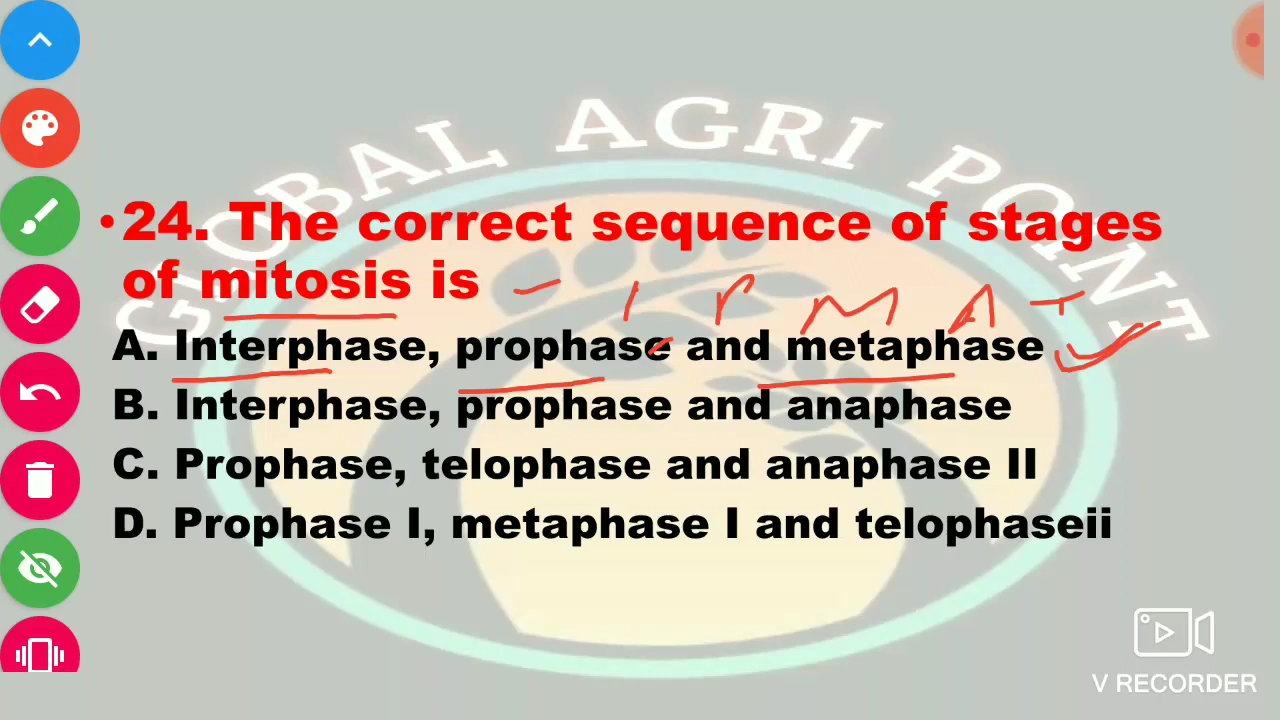 GLOBAL AGRI POINT
•24. The correct sequence of stages
of mitosis is
I P M A T
A. Interphase, prophase and metaphase
B. Interphase, prophase and anaphase
C. Prophase, telophase and anaphase II
D. Prophase I, metaphase I and telophaseii
V RECORDER